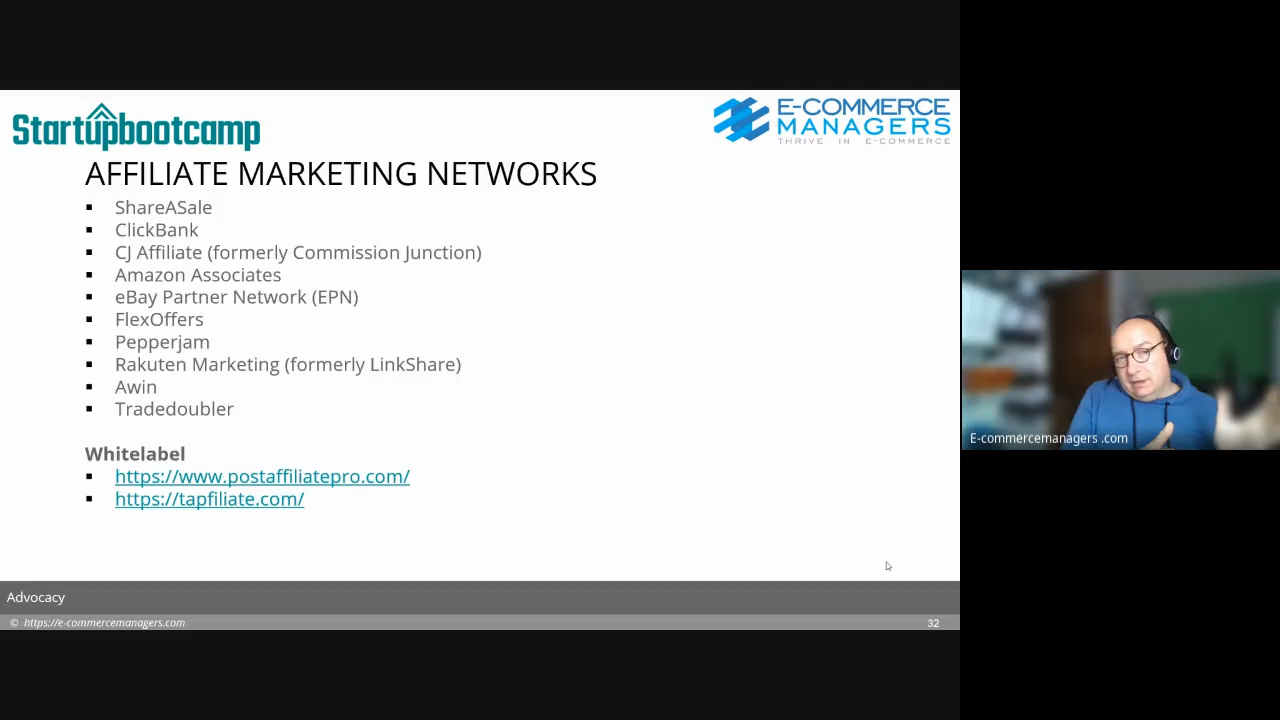 Startupbootcamp
E-COMMERCE
MANAGERS
THRIVE IN E-COMMERCE
AFFILIATE MARKETING NETWORKS
▪ ShareASale
▪ ClickBank
▪ CJ Affiliate (formerly Commission Junction)
▪ Amazon Associates
▪ eBay Partner Network (EPN)
▪ FlexOffers
▪ Pepperjam
▪ Rakuten Marketing (formerly LinkShare)
▪ Awin
▪ Tradedoubler
Whitelabel
▪ https://www.postaffiliatepro.com/
▪ https://tapfiliate.com/
E-commercemanagers .com
Advocacy
© https://e-commercemanagers.com
32